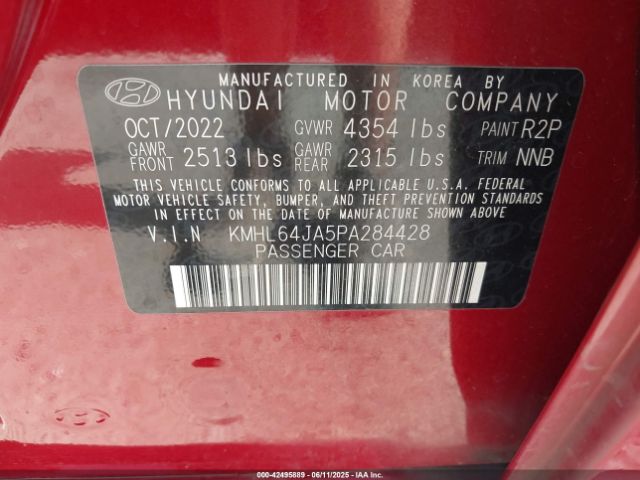 MANUFACTURED IN KOREA BY
HYUNDAI MOTOR COMPANY
OCT/2022 GVWR 4354 lbs PAINT R2P
GAWR FRONT 2513 lbs GAWR REAR 2315 lbs TRIM NNB
THIS VEHICLE CONFORMS TO ALL APPLICABLE U.S.A. FEDERAL
MOTOR VEHICLE SAFETY, BUMPER, AND THEFT PREVENTION STANDARDS
IN EFFECT ON THE DATE OF MANUFACTURE SHOWN ABOVE
V.I.N KMHL64JA5PA284428
PASSENGER CAR
000-42495889 - 06/11/2025 - IAA Inc.